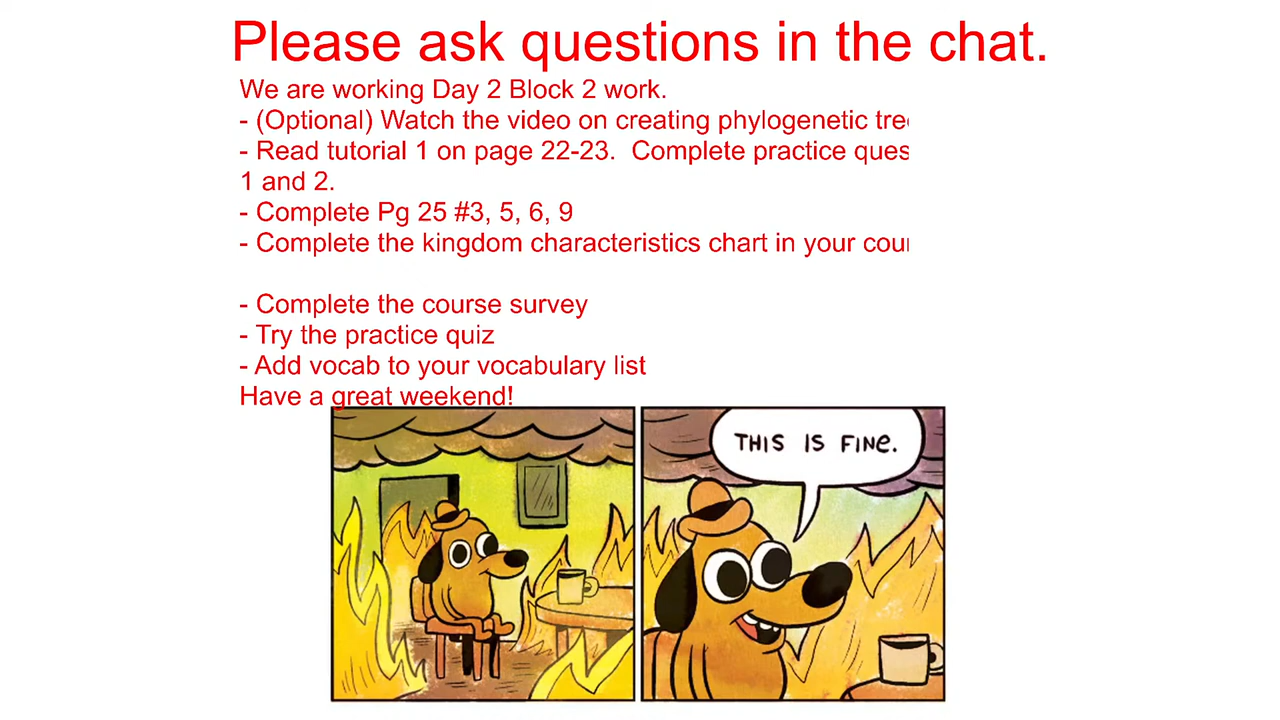 Please ask questions in the chat.
We are working Day 2 Block 2 work.
- (Optional) Watch the video on creating phylogenetic
- Read tutorial 1 on page 22-23.  Complete practice
1 and 2.
- Complete Pg 25 #3, 5, 6, 9
- Complete the kingdom characteristics chart in your
- Complete the course survey
- Try the practice quiz
- Add vocab to your vocabulary list
Have a great weekend!
THIS IS FINE.